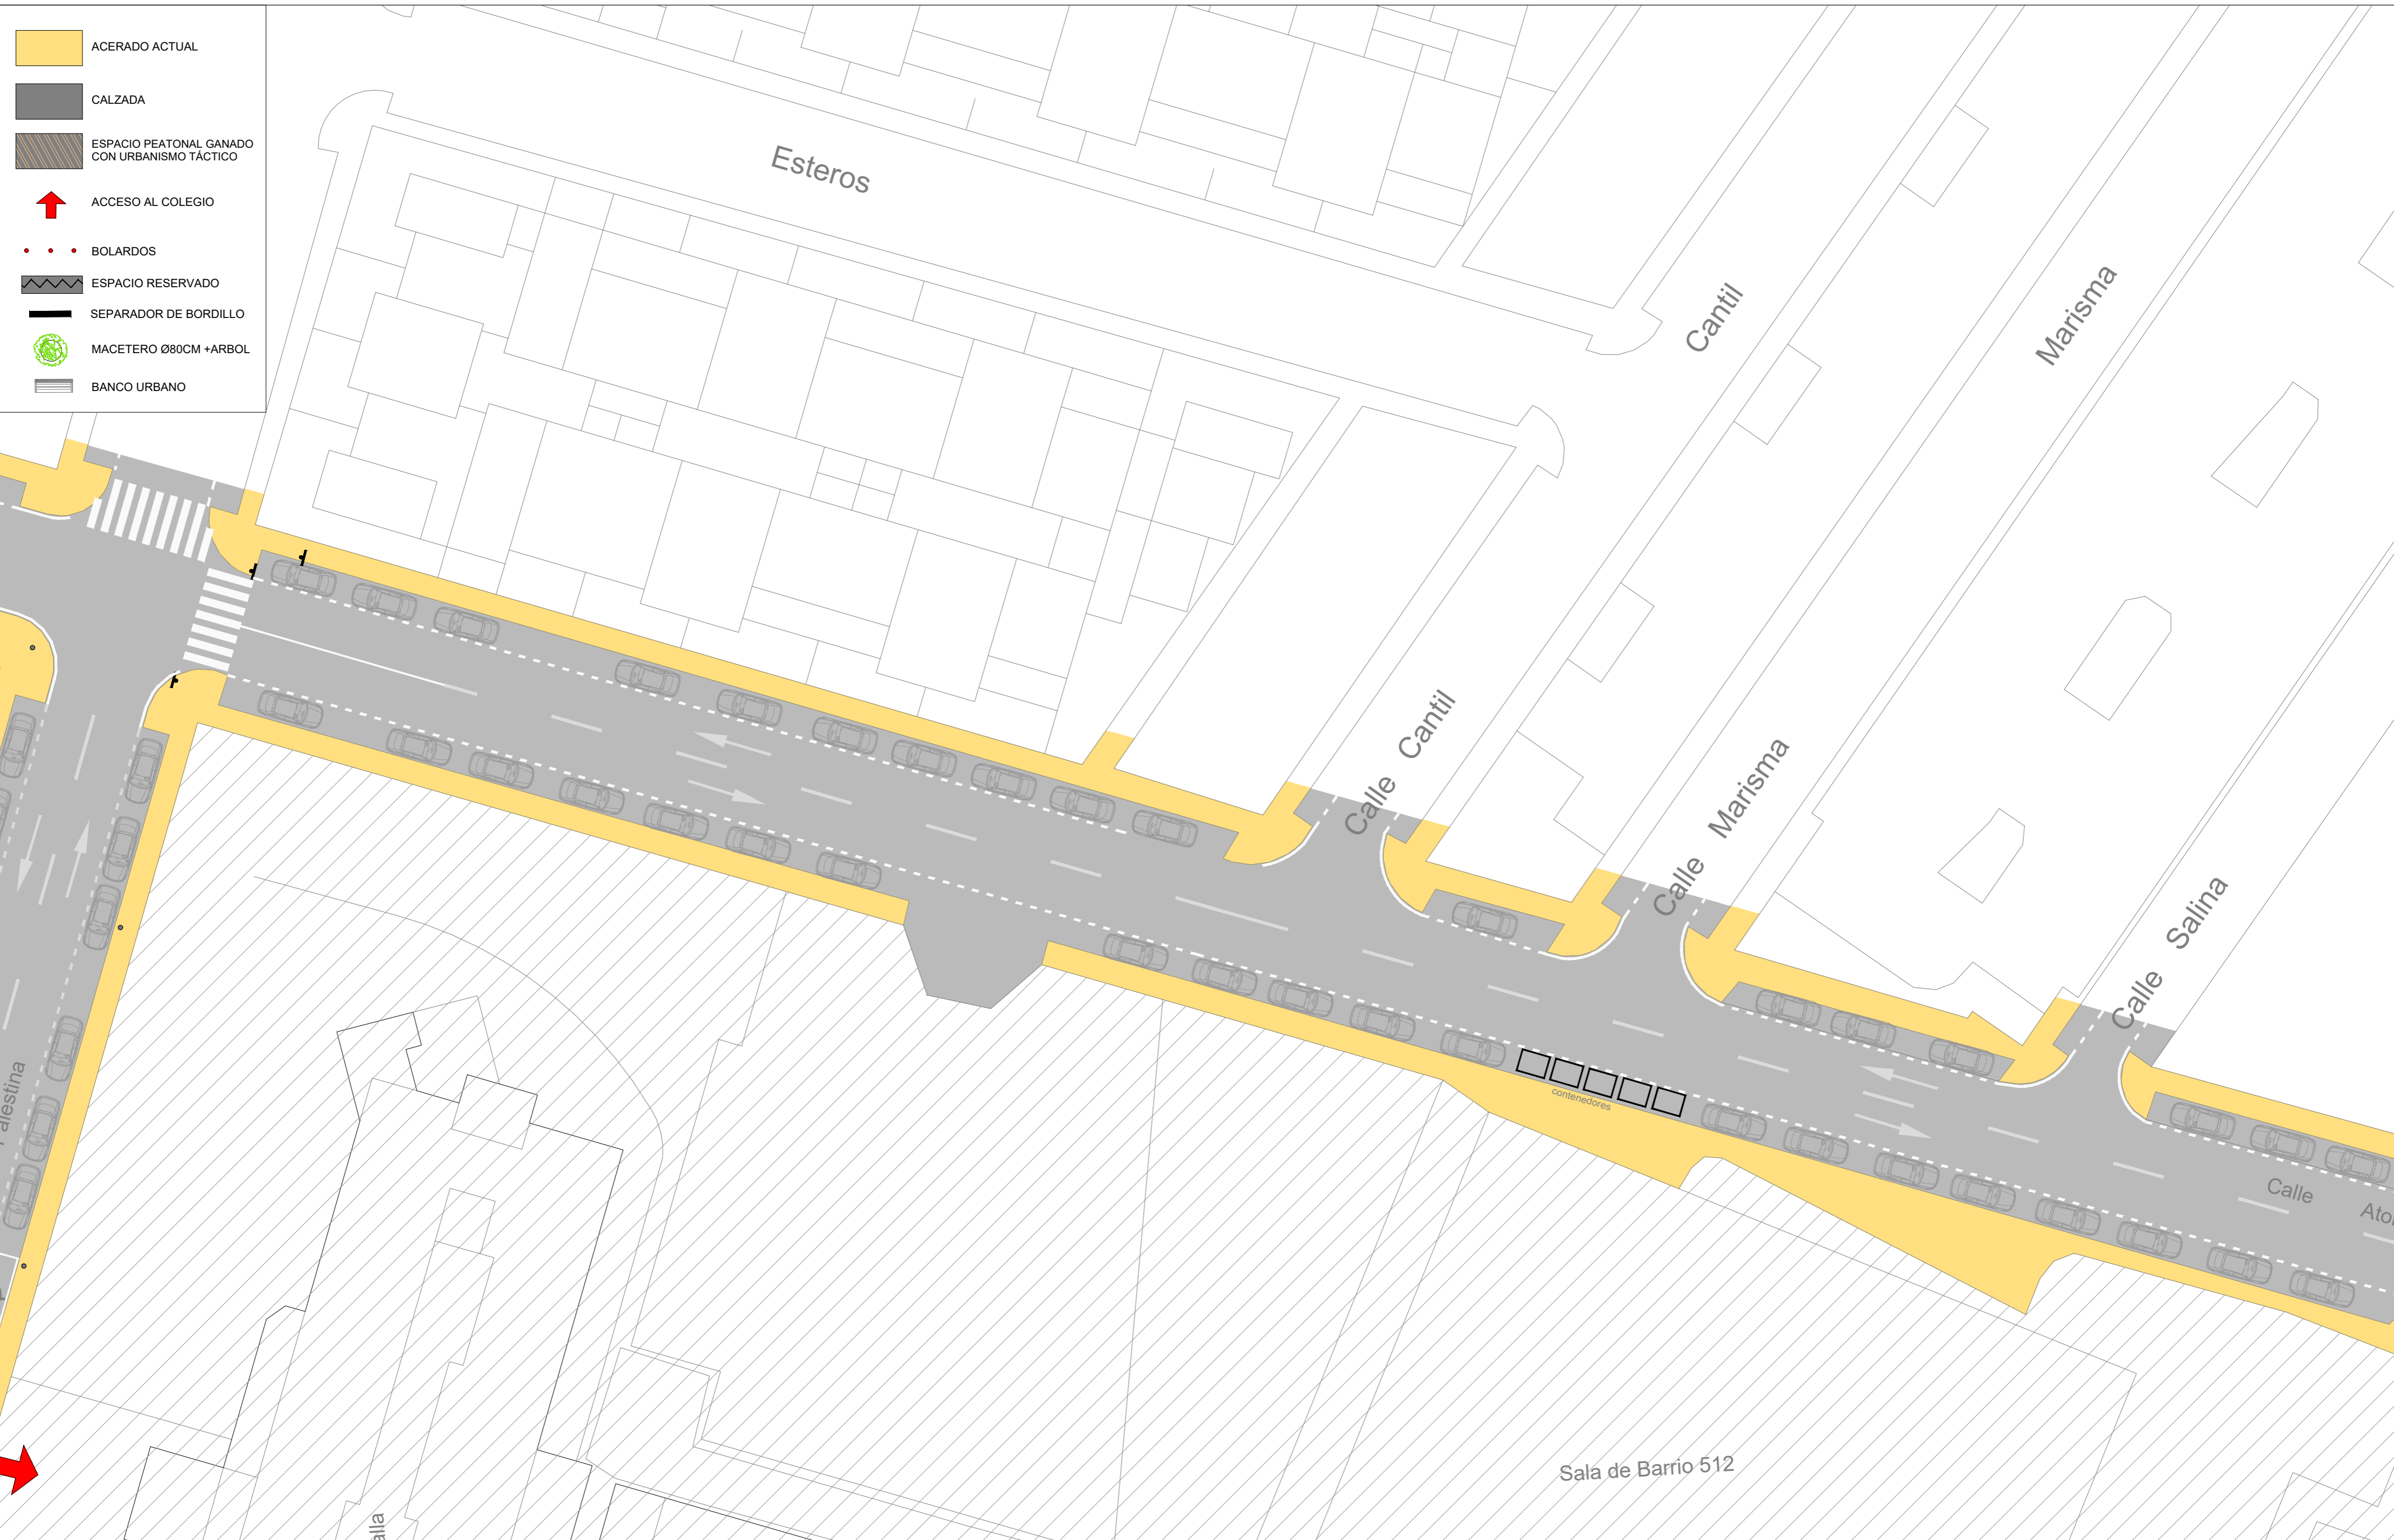 ACERADO ACTUAL
CALZADA
ESPACIO PEATONAL GANADO
CON URBANISMO TÁCTICO
ACCESO AL COLEGIO
BOLARDOS
ESPACIO RESERVADO
SEPARADOR DE BORDILLO
MACETERO Ø80CM +ARBOL
BANCO URBANO
Esteros
Cantil
Marisma
Calle Cantil
Calle Marisma
Calle Salina
contenedores
Calle
Palestina
Sala de Barrio 512